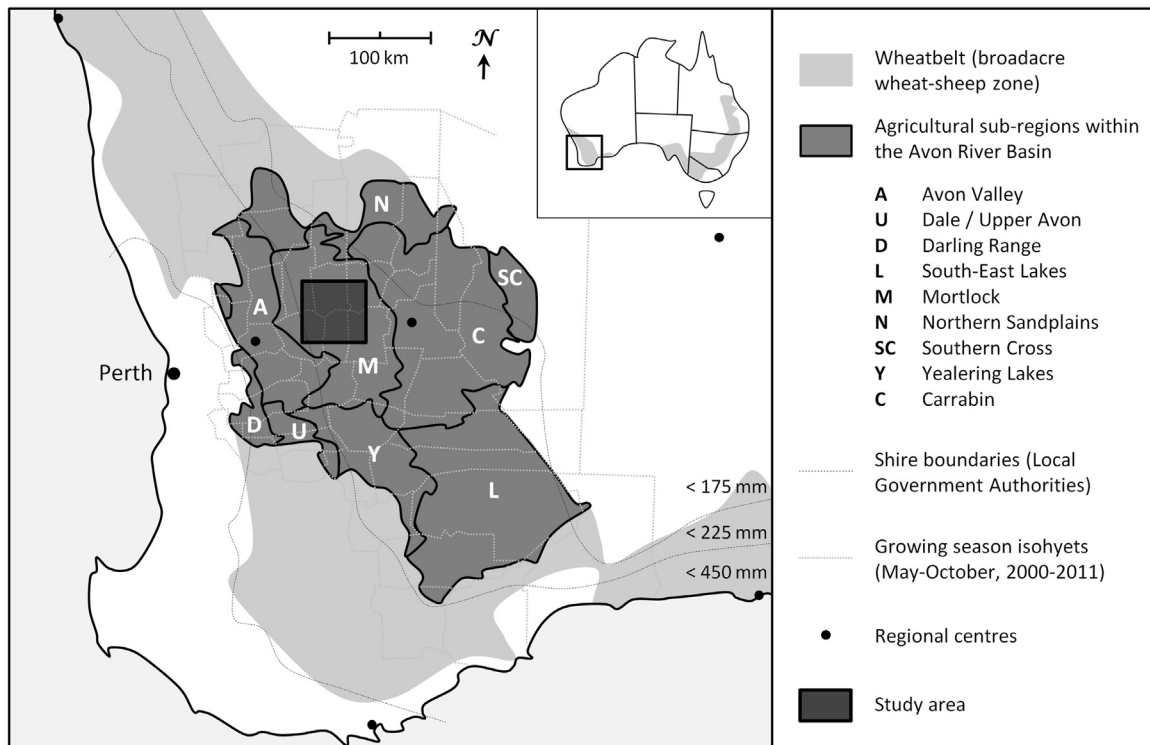 100 km
N
N
SC
A
C
M
Perth
D
U
Y
L
< 175 mm
< 225 mm
< 450 mm
Wheatbelt (broadacre
wheat-sheep zone)
Agricultural sub-regions within
the Avon River Basin
A Avon Valley
U Dale / Upper Avon
D Darling Range
L South-East Lakes
M Mortlock
N Northern Sandplains
SC Southern Cross
Y Yealering Lakes
C Carrabin
Shire boundaries (Local
Government Authorities)
Growing season isohyets
(May-October, 2000-2011)
Regional centres
Study area